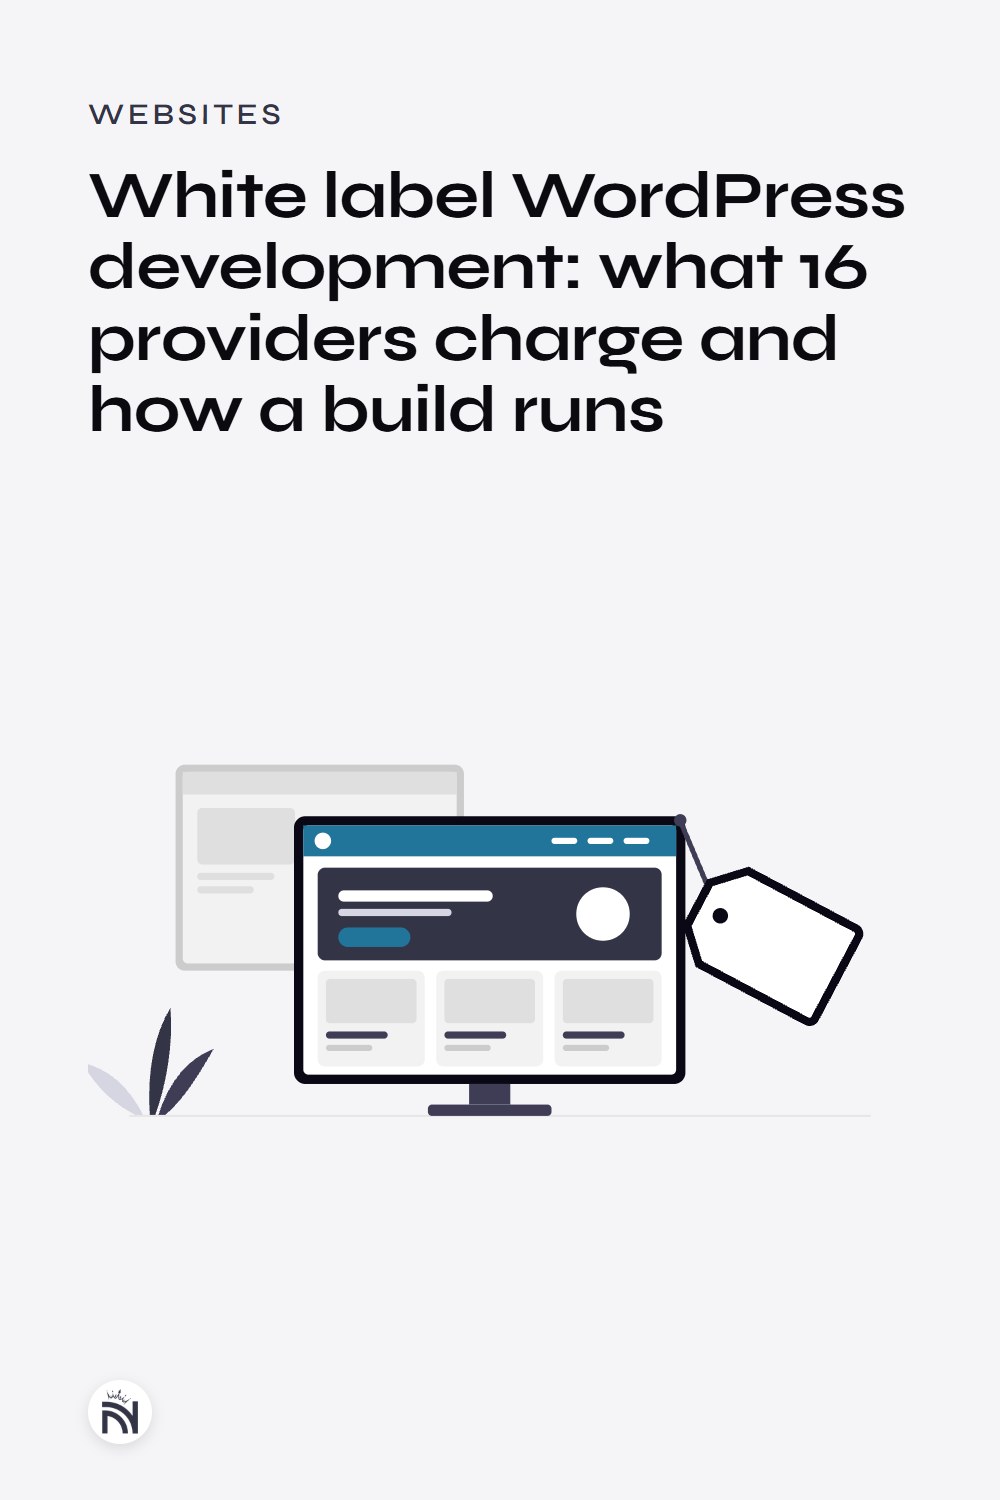 WEBSITES
White label WordPress
development: what 16
providers charge and
how a build runs